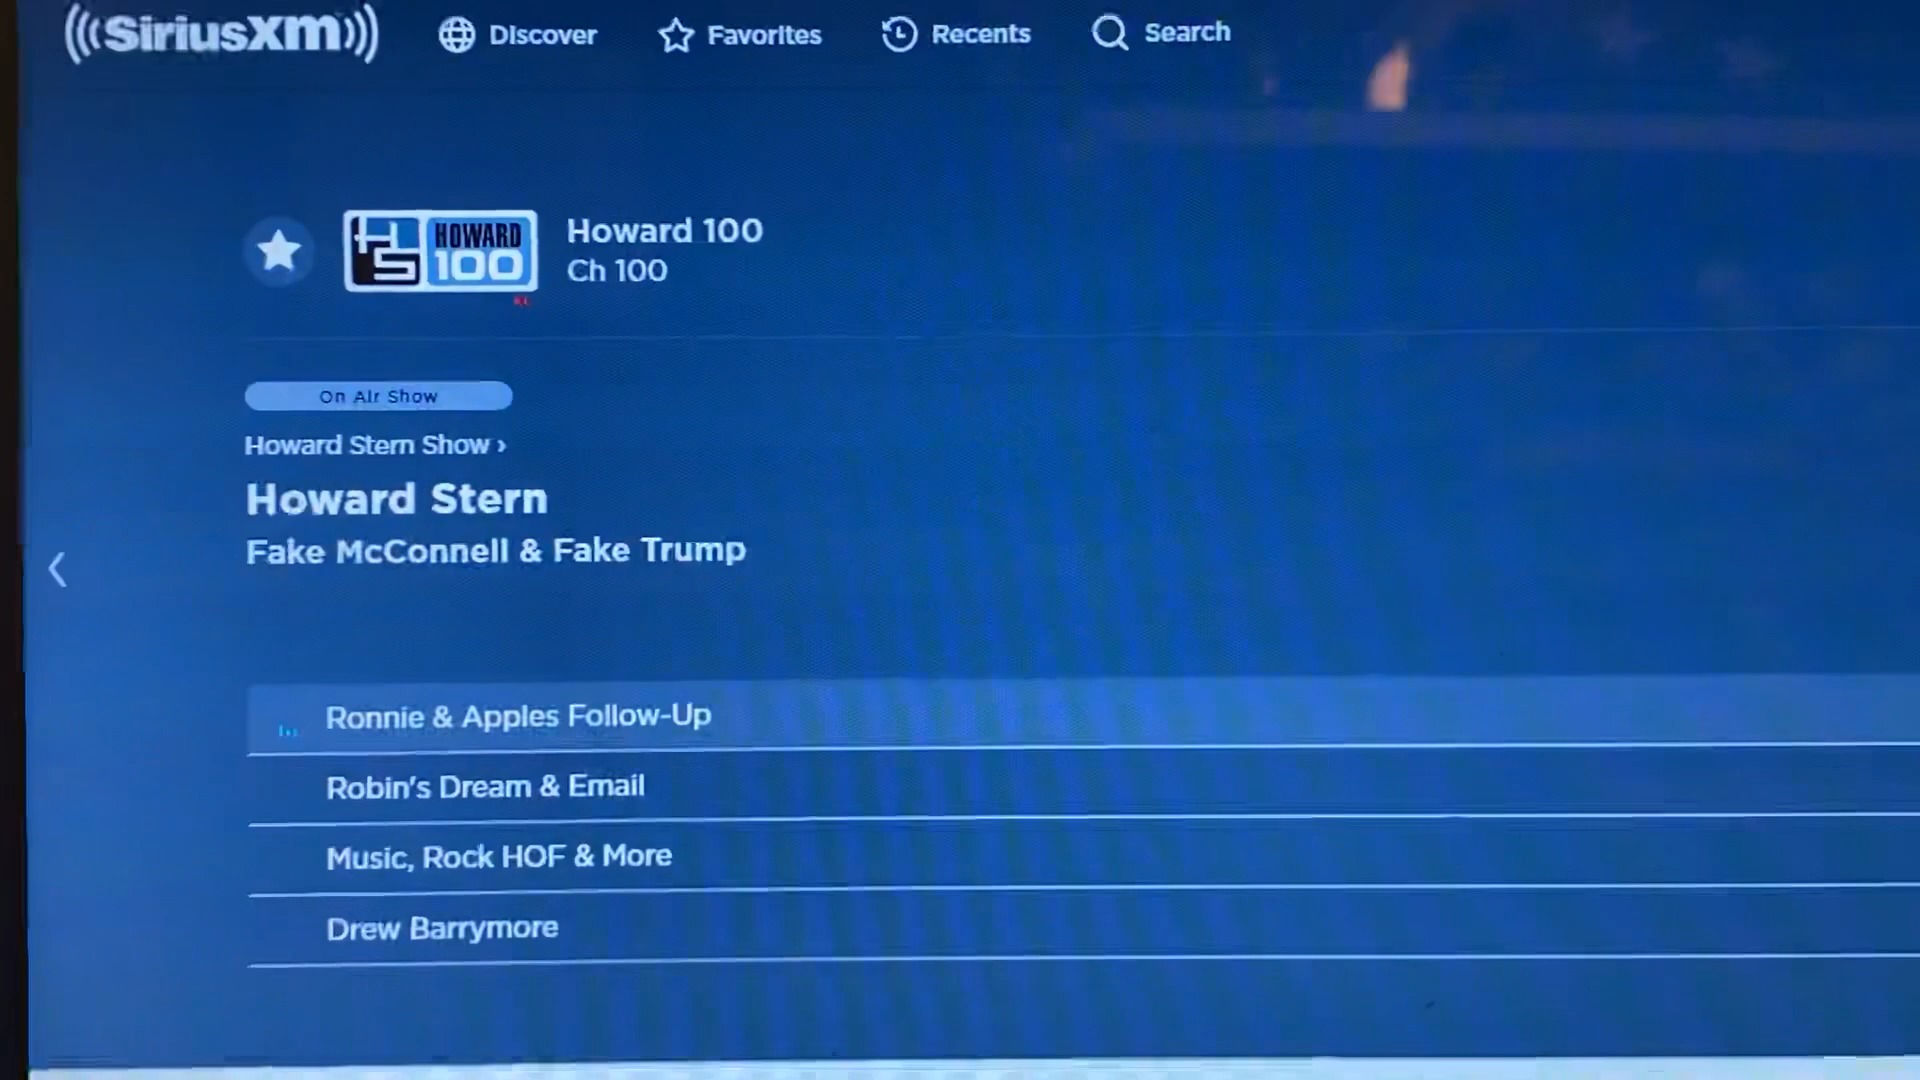 SiriusXM Discover Favorites Recents Search
HOWARD
100
Howard 100
Ch 100
On Air Show
Howard Stern Show ›
Howard Stern
Fake McConnell & Fake Trump
Ronnie & Apples Follow-Up
Robin's Dream & Email
Music, Rock HOF & More
Drew Barrymore